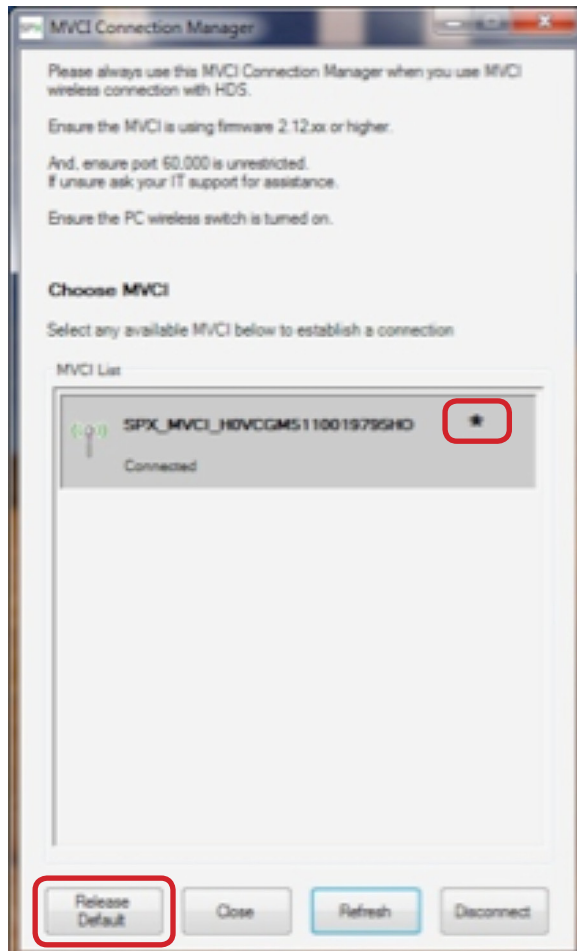 SPX MVCI Connection Manager
Please always use this MVCI Connection Manager when you use MVCI
wireless connection with HDS.
Ensure the MVCI is using firmware 2.12.xx or higher.
And, ensure port 60,000 is unrestricted.
If unsure ask your IT support for assistance.
Ensure the PC wireless switch is turned on.
Choose MVCI
Select any available MVCI below to establish a connection
MVCI List
Connected
Release
Default
Close
Refresh
Disconnect